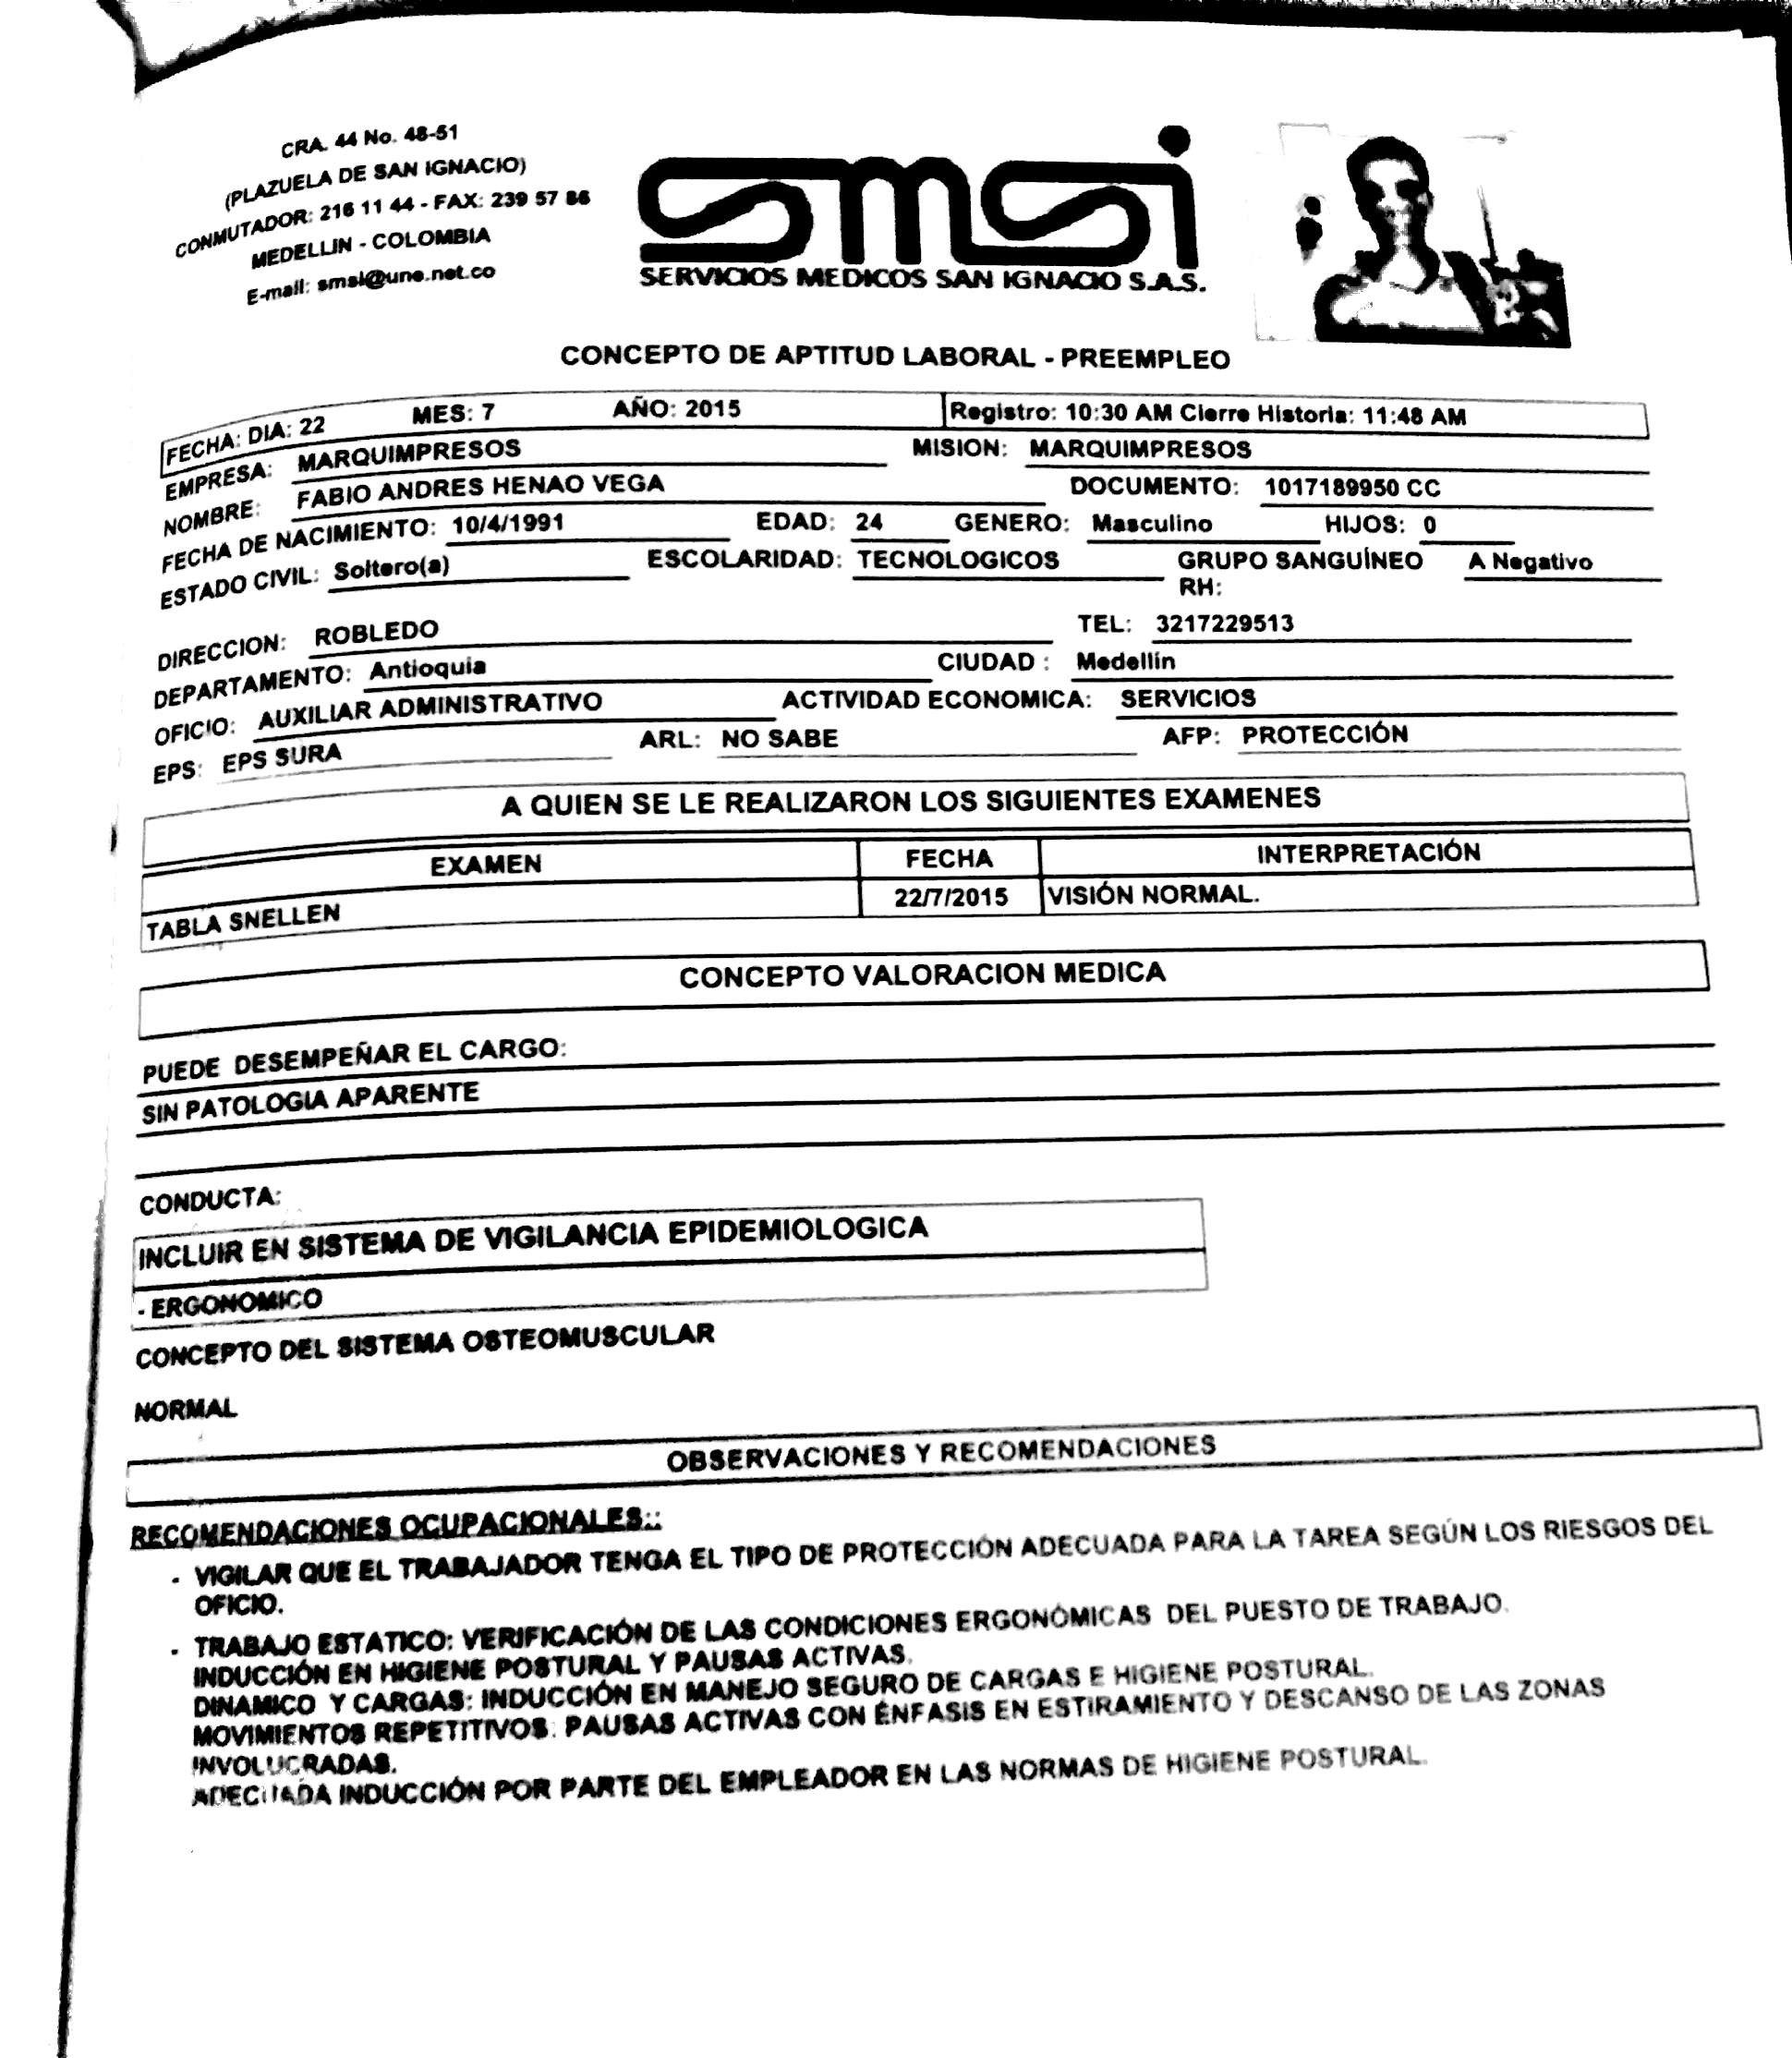 CRA. 44 No. 48-51
(PLAZUELA DE SAN IGNACIO)
CONMUTADOR: 216 11 44 - FAX: 239 57 86
MEDELLIN - COLOMBIA
E-mail: smsi@une.net.co
smsi
SERVICIOS MEDICOS SAN IGNACIO S.A.S.
CONCEPTO DE APTITUD LABORAL - PREEMPLEO
FECHA: DIA: 22 MES: 7 AÑO: 2015 Registro: 10:30 AM Cierre Historia: 11:48 AM
EMPRESA: MARQUIMPRESOS MISION: MARQUIMPRESOS
NOMBRE: FABIO ANDRES HENAO VEGA DOCUMENTO: 1017189950 CC
FECHA DE NACIMIENTO: 10/4/1991 EDAD: 24 GENERO: Masculino HIJOS: 0
ESTADO CIVIL: Soltero(a) ESCOLARIDAD: TECNOLOGICOS GRUPO SANGUÍNEO A Negativo
RH:
DIRECCION: ROBLEDO TEL: 3217229513
DEPARTAMENTO: Antioquia CIUDAD : Medellín
OFICIO: AUXILIAR ADMINISTRATIVO ACTIVIDAD ECONOMICA: SERVICIOS
EPS: EPS SURA ARL: NO SABE AFP: PROTECCIÓN
A QUIEN SE LE REALIZARON LOS SIGUIENTES EXAMENES
EXAMEN FECHA INTERPRETACIÓN
TABLA SNELLEN 22/7/2015 VISIÓN NORMAL.
CONCEPTO VALORACION MEDICA
PUEDE DESEMPEÑAR EL CARGO:
SIN PATOLOGIA APARENTE
CONDUCTA:
INCLUIR EN SISTEMA DE VIGILANCIA EPIDEMIOLOGICA
- ERGONOMICO
CONCEPTO DEL SISTEMA OSTEOMUSCULAR
NORMAL
OBSERVACIONES Y RECOMENDACIONES
RECOMENDACIONES OCUPACIONALES::
- VIGILAR QUE EL TRABAJADOR TENGA EL TIPO DE PROTECCIÓN ADECUADA PARA LA TAREA SEGÚN LOS RIESGOS DEL
OFICIO.
- TRABAJO ESTATICO: VERIFICACIÓN DE LAS CONDICIONES ERGONÓMICAS DEL PUESTO DE TRABAJO.
INDUCCIÓN EN HIGIENE POSTURAL Y PAUSAS ACTIVAS.
DINAMICO Y CARGAS: INDUCCIÓN EN MANEJO SEGURO DE CARGAS E HIGIENE POSTURAL.
MOVIMIENTOS REPETITIVOS: PAUSAS ACTIVAS CON ÉNFASIS EN ESTIRAMIENTO Y DESCANSO DE LAS ZONAS
INVOLUCRADAS.
ADECUADA INDUCCIÓN POR PARTE DEL EMPLEADOR EN LAS NORMAS DE HIGIENE POSTURAL.